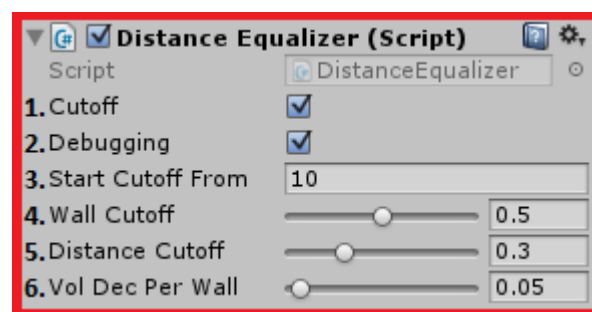 Distance Equalizer (Script)
Script DistanceEqualizer
1. Cutoff
2. Debugging
3. Start Cutoff From 10
4. Wall Cutoff 0.5
5. Distance Cutoff 0.3
6. Vol Dec Per Wall 0.05